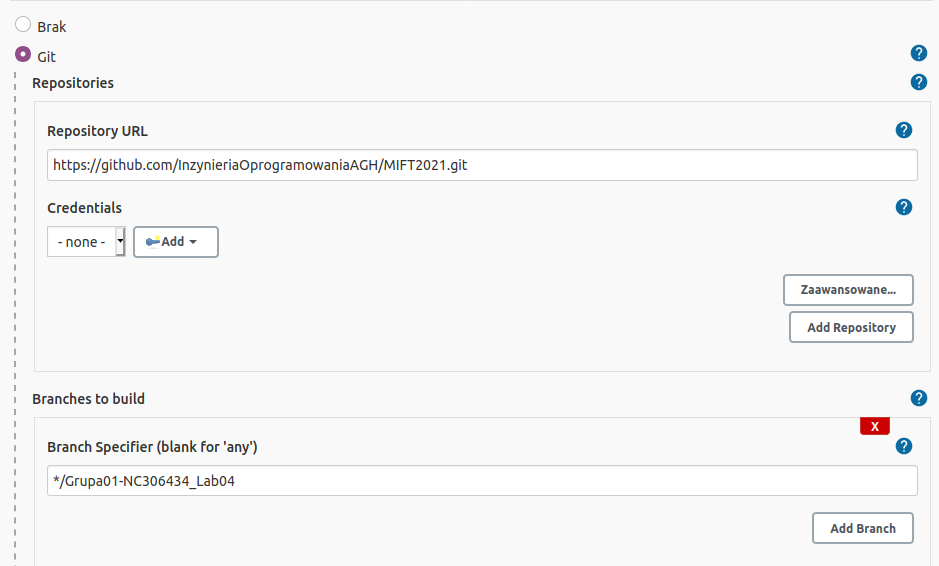 Brak
Git
Repositories
Repository URL
https://github.com/InzynieriaOprogramowaniaAGH/MIFT2021.git
Credentials
- none -
Add
Zaawansowane...
Add Repository
Branches to build
X
Branch Specifier (blank for 'any')
*/Grupa01-NC306434_Lab04
Add Branch